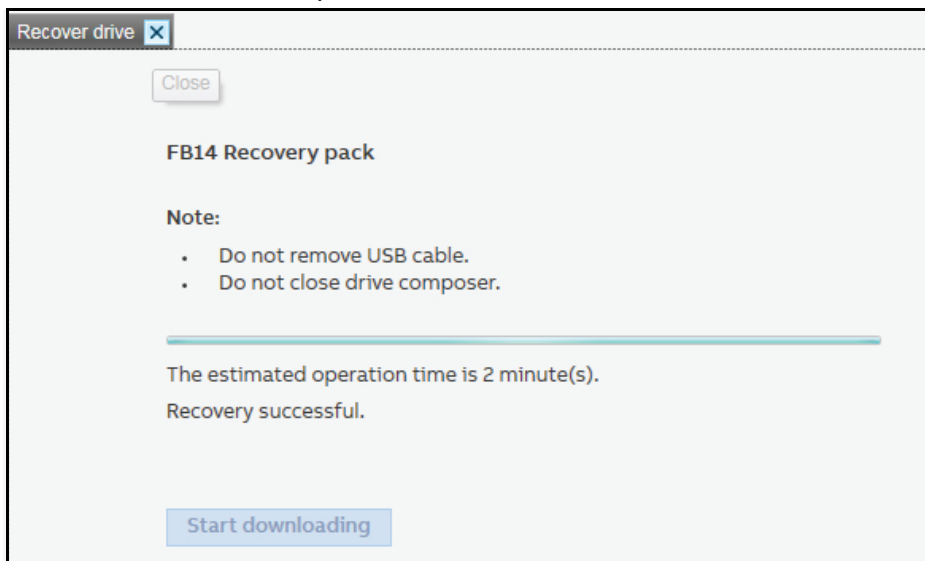 Recover drive
Close
FB14 Recovery pack
Note:
• Do not remove USB cable.
• Do not close drive composer.
The estimated operation time is 2 minute(s).
Recovery successful.
Start downloading